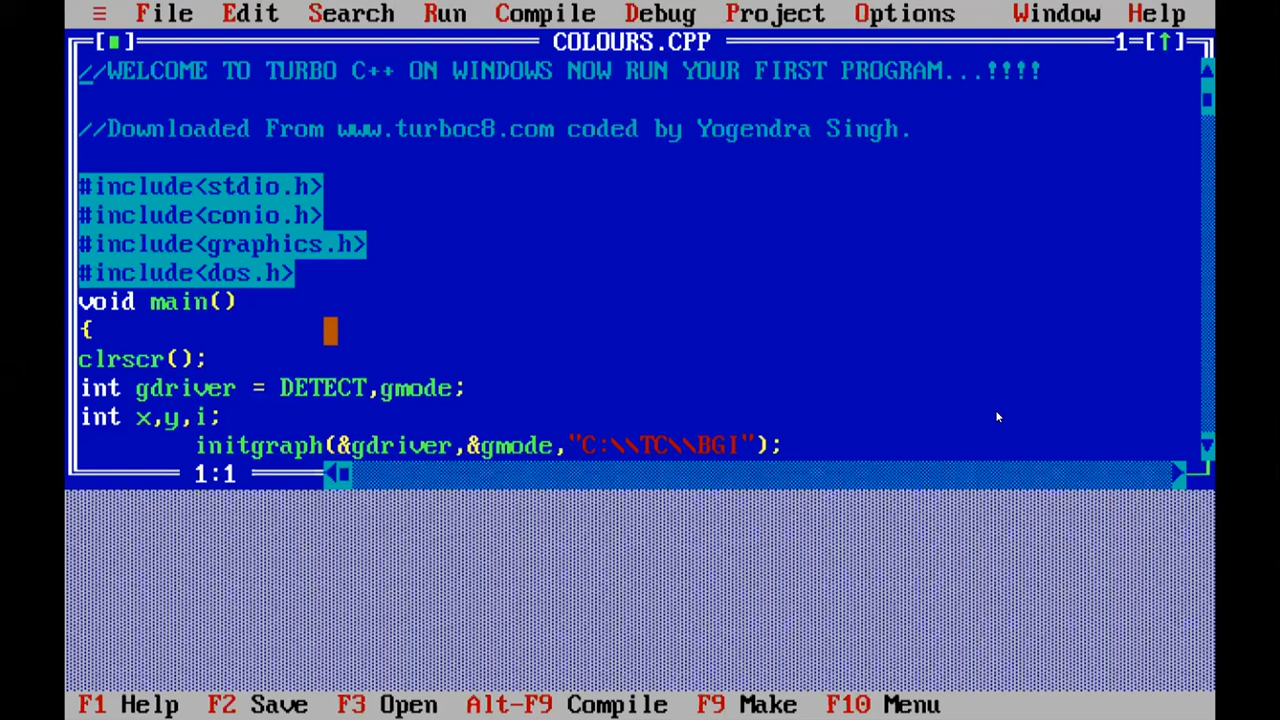 ≡ File Edit Search Run Compile Debug Project Options Window Help
[■] COLOURS.CPP 1=[↑]
//WELCOME TO TURBO C++ ON WINDOWS NOW RUN YOUR FIRST PROGRAM...!!!!
//Downloaded From www.turboc8.com coded by Yogendra Singh.
#include<stdio.h>
#include<conio.h>
#include<graphics.h>
#include<dos.h>
void main()
{
clrscr();
int gdriver = DETECT,gmode;
int x,y,i;
initgraph(&gdriver,&gmode,"C:\\TC\\BGI");
1:1
F1 Help F2 Save F3 Open Alt-F9 Compile F9 Make F10 Menu